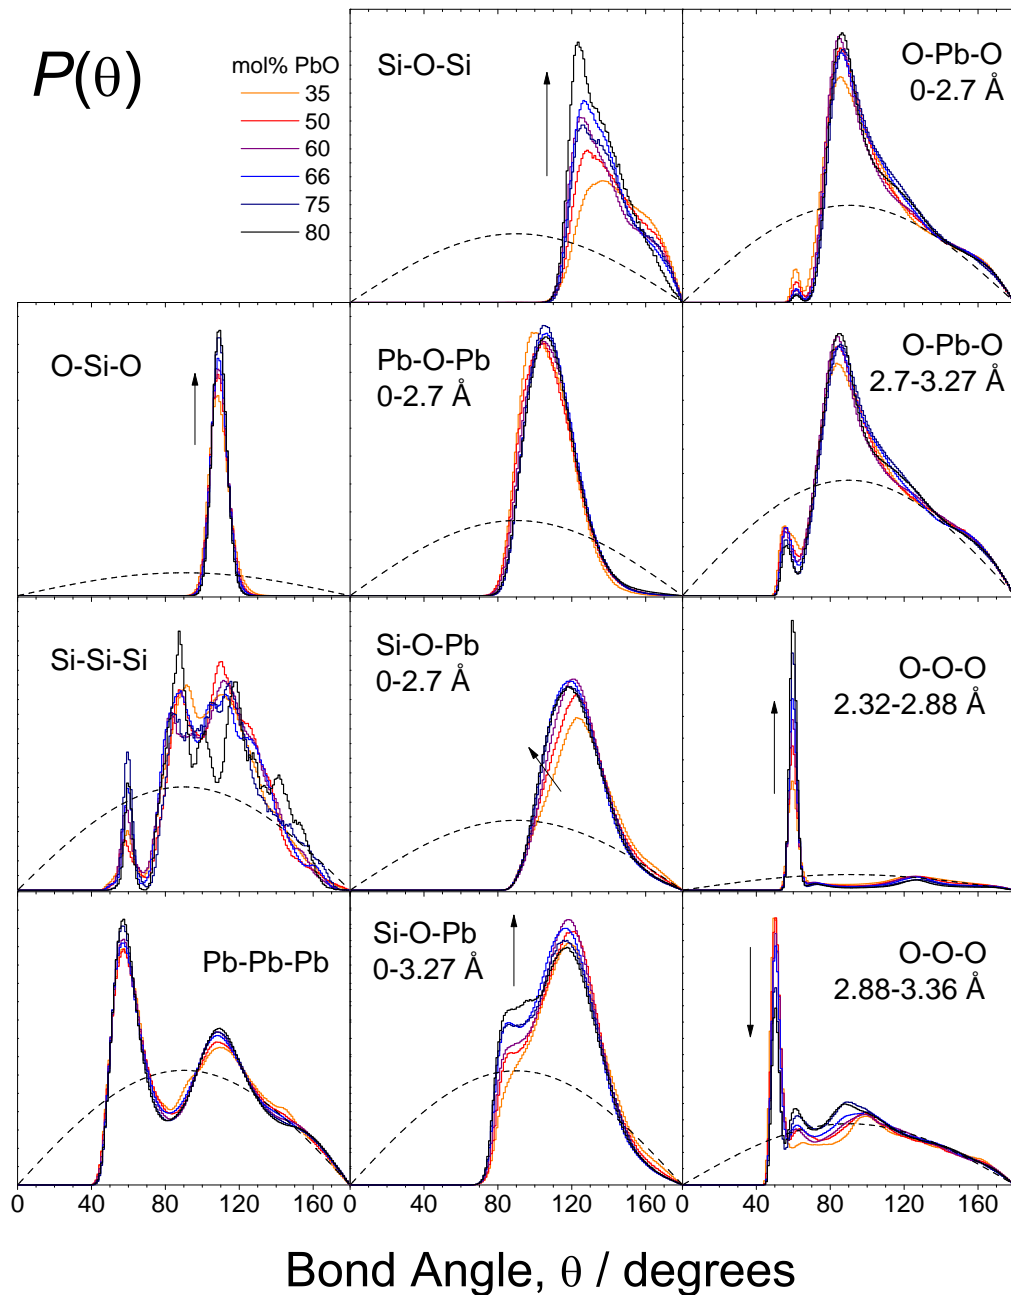 P(θ)
mol% PbO
35
50
60
66
75
80
Si-O-Si
O-Pb-O
0-2.7 Å
O-Si-O
Pb-O-Pb
0-2.7 Å
O-Pb-O
2.7-3.27 Å
Si-Si-Si
Si-O-Pb
0-2.7 Å
O-O-O
2.32-2.88 Å
Pb-Pb-Pb
Si-O-Pb
0-3.27 Å
O-O-O
2.88-3.36 Å
0 40 80 120 160 0 40 80 120 160 0 40 80 120 160
Bond Angle, θ / degrees